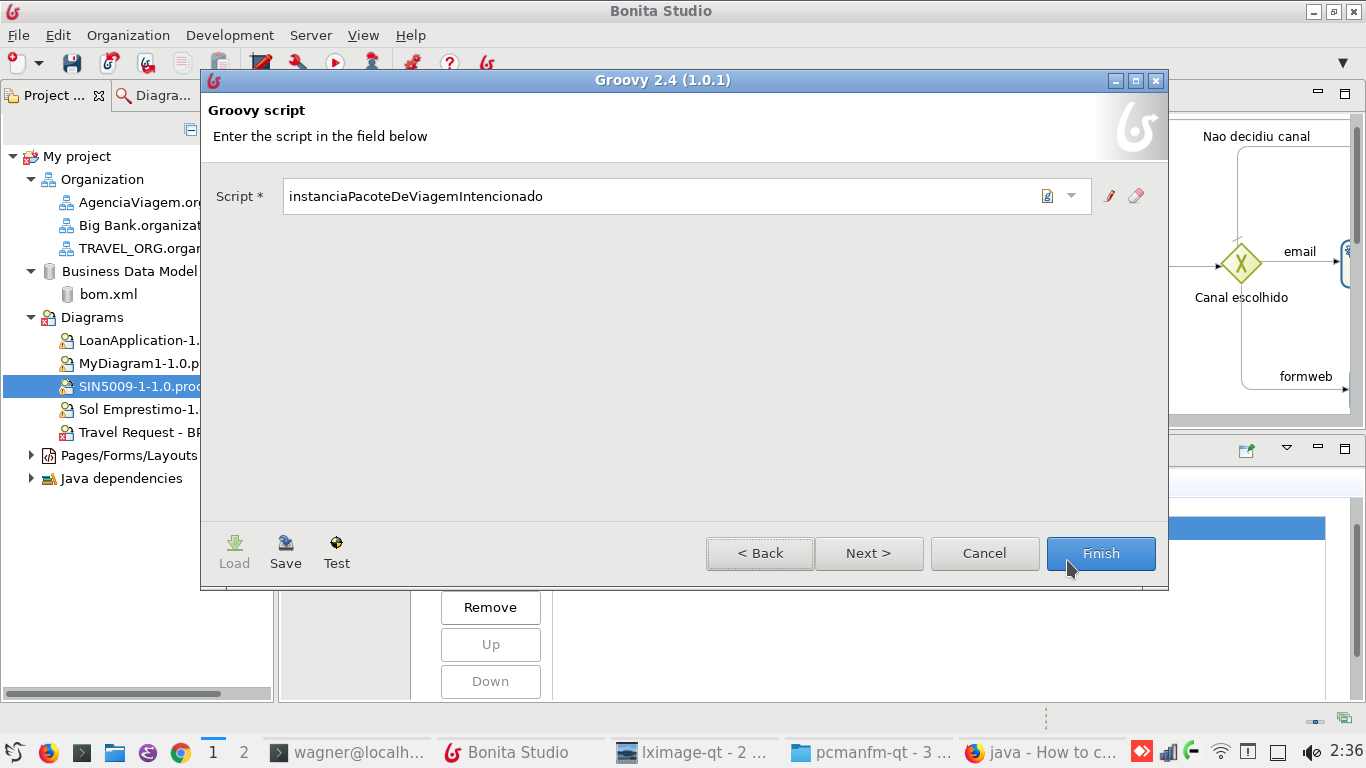 Bonita Studio
File Edit Organization Development Server View Help
Project ...
Diagra...
My project
Organization
AgenciaViagem.or
Big Bank.organizat
TRAVEL_ORG.organ
Business Data Model
bom.xml
Diagrams
LoanApplication-1.
MyDiagram1-1.0.p
SIN5009-1-1.0.proc
Sol Emprestimo-1.
Travel Request - BP
Pages/Forms/Layouts
Java dependencies
Groovy 2.4 (1.0.1)
Groovy script
Enter the script in the field below
Script *
instanciaPacoteDeViagemIntencionado
Load
Save
Test
< Back
Next >
Cancel
Finish
Nao decidiu canal
email
Canal escolhido
formweb
Remove
Up
Down
1
2
wagner@localh...
Bonita Studio
lximage-qt - 2 ...
pcmanfm-qt - 3 ...
java - How to c...
2:36